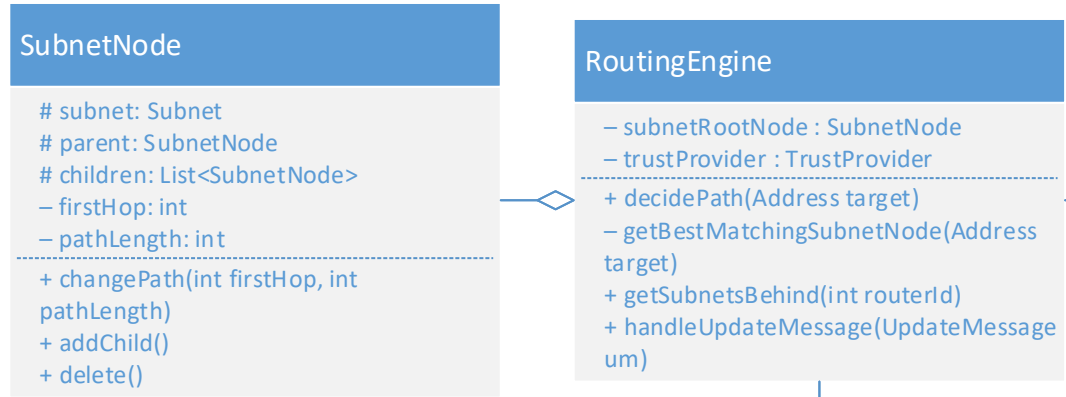 SubnetNode
# subnet: Subnet
# parent: SubnetNode
# children: List<SubnetNode>
– firstHop: int
– pathLength: int
+ changePath(int firstHop, int
pathLength)
+ addChild()
+ delete()
RoutingEngine
– subnetRootNode : SubnetNode
– trustProvider : TrustProvider
+ decidePath(Address target)
– getBestMatchingSubnetNode(Address
target)
+ getSubnetsBehind(int routerId)
+ handleUpdateMessage(UpdateMessage
um)